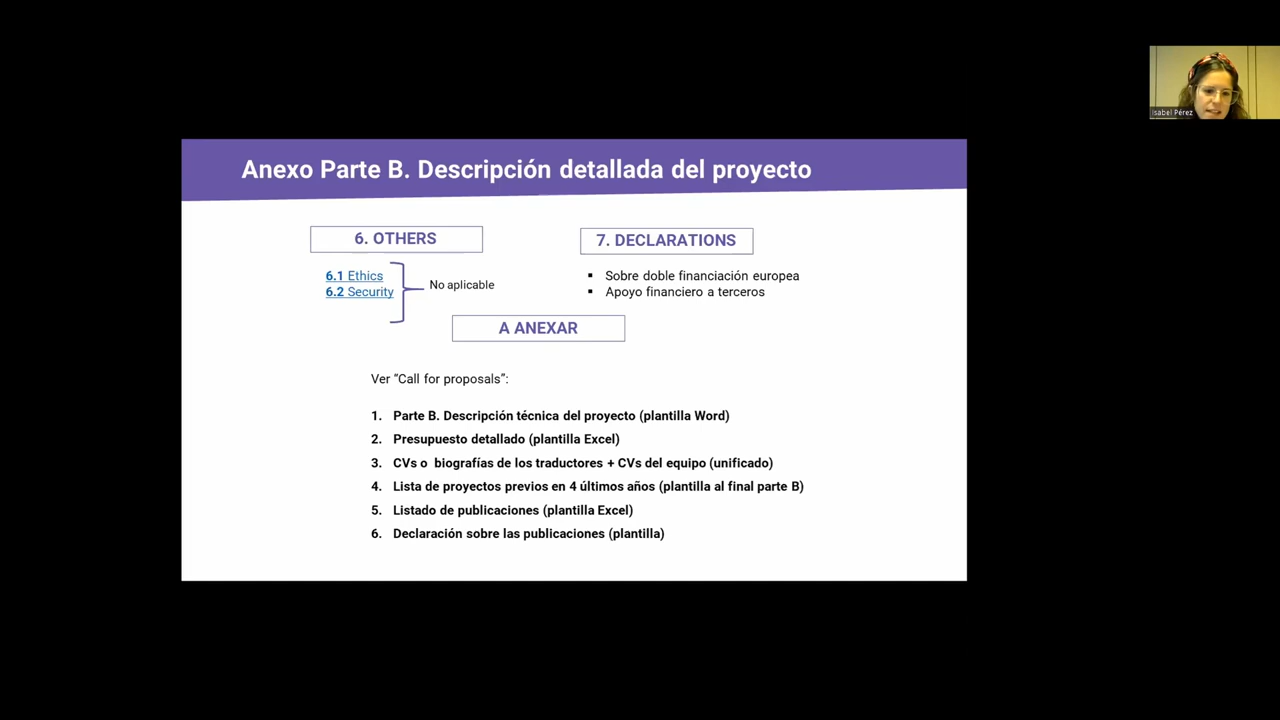 Isabel Pérez
Anexo Parte B. Descripción detallada del proyecto
6. OTHERS
6.1 Ethics
6.2 Security
No aplicable
7. DECLARATIONS
▪ Sobre doble financiación europea
▪ Apoyo financiero a terceros
A ANEXAR
Ver “Call for proposals”:
1. Parte B. Descripción técnica del proyecto (plantilla Word)
2. Presupuesto detallado (plantilla Excel)
3. CVs o biografías de los traductores + CVs del equipo (unificado)
4. Lista de proyectos previos en 4 últimos años (plantilla al final parte B)
5. Listado de publicaciones (plantilla Excel)
6. Declaración sobre las publicaciones (plantilla)